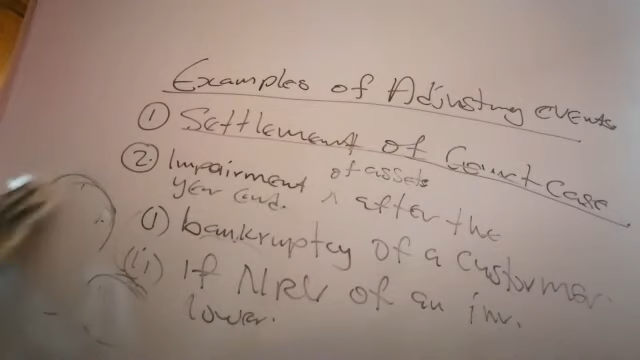 Examples of Adjusting events
① Settlement of Court case
② Impairment of assets after the
year end.
i) bankruptcy of a customer
(ii) If NRV of an inv.
lower.